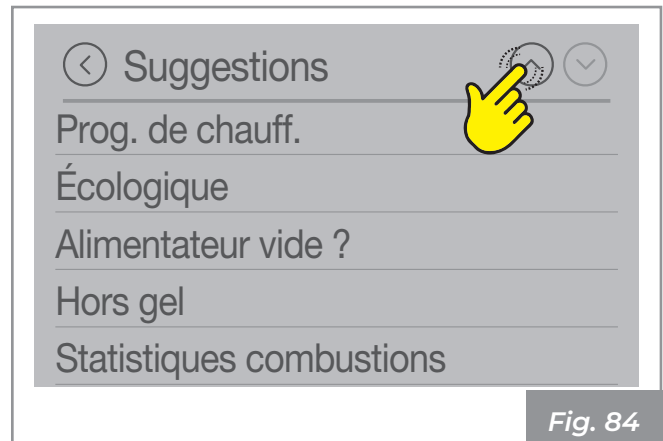 Suggestions
Prog. de chauff.
Écologique
Alimentateur vide ?
Hors gel
Statistiques combustions
Fig. 84